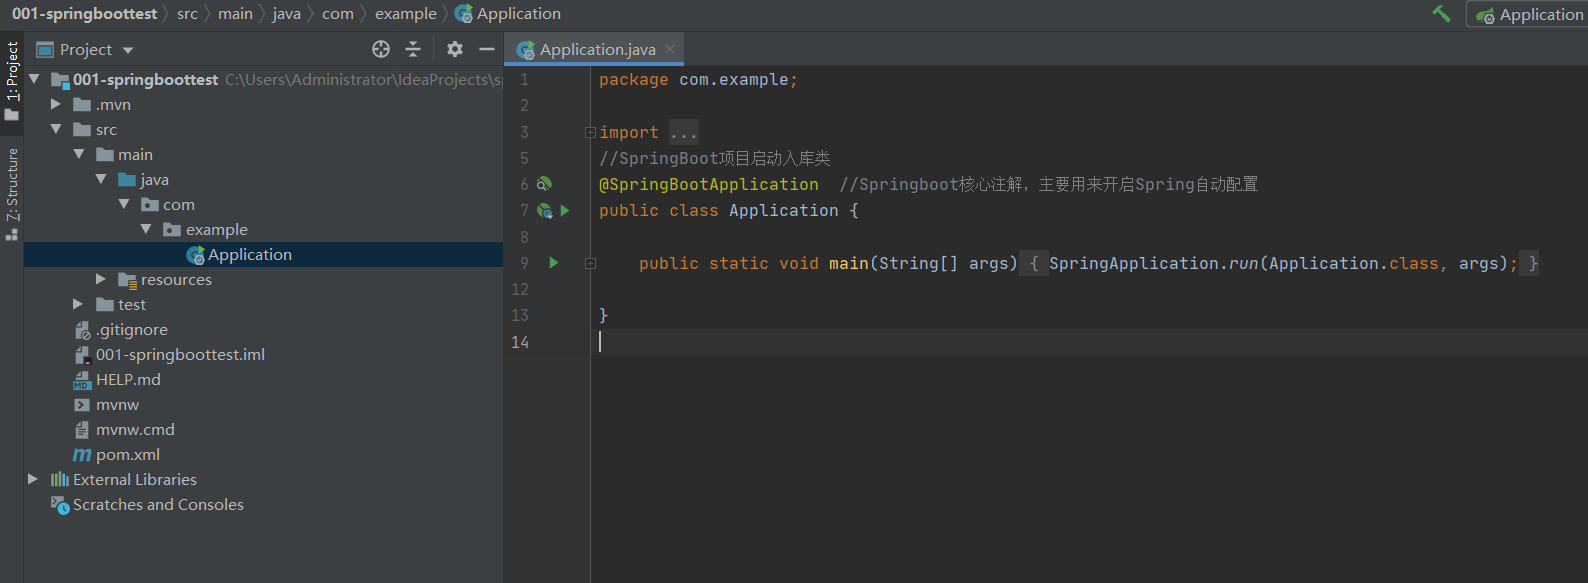 001-springboottest 〉 src 〉 main 〉 java 〉 com 〉 example 〉 Application
Application
1: Project
Z: Structure
Project
001-springboottest C:\Users\Administrator\IdeaProjects\s
.mvn
src
main
java
com
example
Application
resources
test
.gitignore
001-springboottest.iml
HELP.md
mvnw
mvnw.cmd
pom.xml
External Libraries
Scratches and Consoles
Application.java
1 package com.example;
2
3 import ...
5 //SpringBoot项目启动入库类
6 @SpringBootApplication //Springboot核心注解，主要用来开启Spring自动配置
7 public class Application {
8
9 public static void main(String[] args) { SpringApplication.run(Application.class, args); }
12
13 }
14